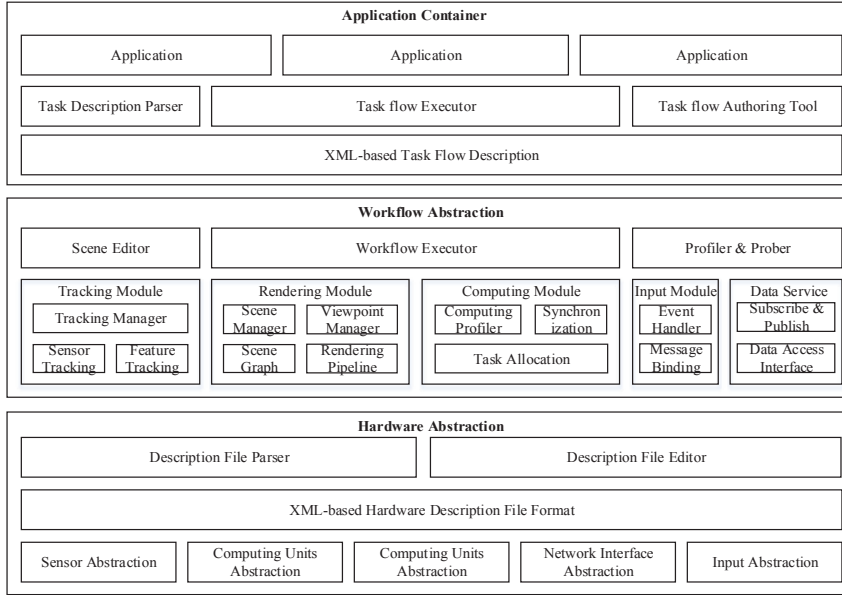 Application Container
Application
Application
Application
Task Description Parser
Task flow Executor
Task flow Authoring Tool
XML-based Task Flow Description
Workflow Abstraction
Scene Editor
Workflow Executor
Profiler & Prober
Tracking Module
Tracking Manager
Sensor
Tracking
Feature
Tracking
Rendering Module
Scene
Manager
Viewpoint
Manager
Scene
Graph
Rendering
Pipeline
Computing Module
Computing
Profiler
Synchron
ization
Task Allocation
Input Module
Event
Handler
Message
Binding
Data Service
Subscribe &
Publish
Data Access
Interface
Hardware Abstraction
Description File Parser
Description File Editor
XML-based Hardware Description File Format
Sensor Abstraction
Computing Units
Abstraction
Computing Units
Abstraction
Network Interface
Abstraction
Input Abstraction